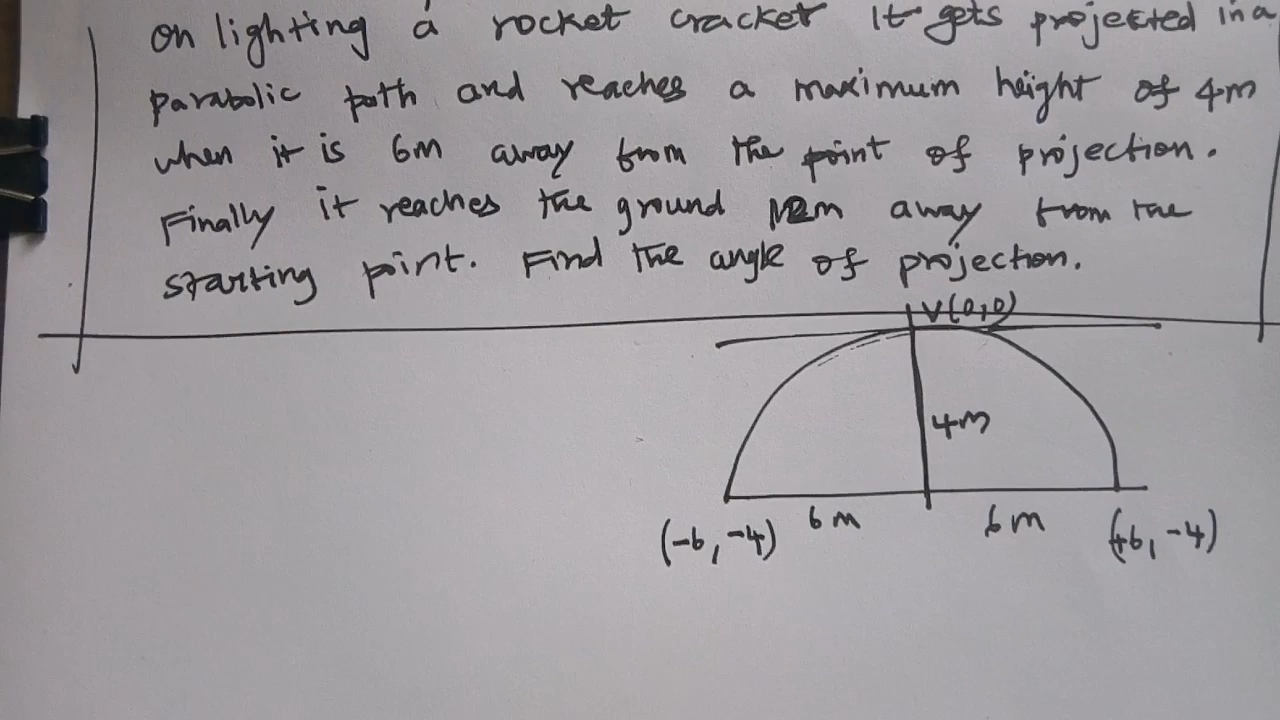 on lighting a rocket cracket It gets projected in a
parabolic path and reaches a maximum height of 4m
when it is 6m away from the point of projection.
Finally it reaches the ground 12m away from the
starting point. Find the angle of projection.
V(0,0)
4m
6m 6m
(-6,-4) (+6,-4)